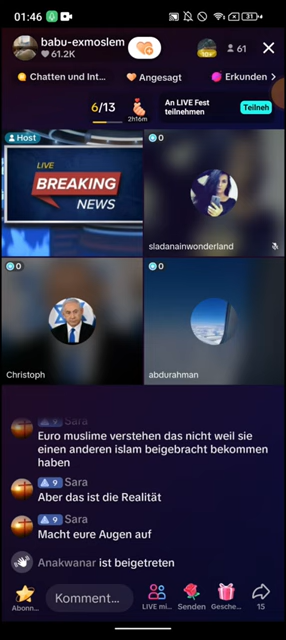 01:46
31
babu-exmoslem
61.2K
61
Chatten und Int...
Angesagt
Erkunden
6/13
2h16m
An LIVE Fest
teilnehmen
Teilneh
Host
LIVE
BREAKING
NEWS
0
sladanainwonderland
0
Christoph
0
abdurahman
9 Sara
Euro muslime verstehen das nicht weil sie
einen anderen islam beigebracht bekommen
haben
9 Sara
Aber das ist die Realität
9 Sara
Macht eure Augen auf
Anakwanar ist beigetreten
Abonn...
Komment...
LIVE mi...
Senden
Gesche...
15